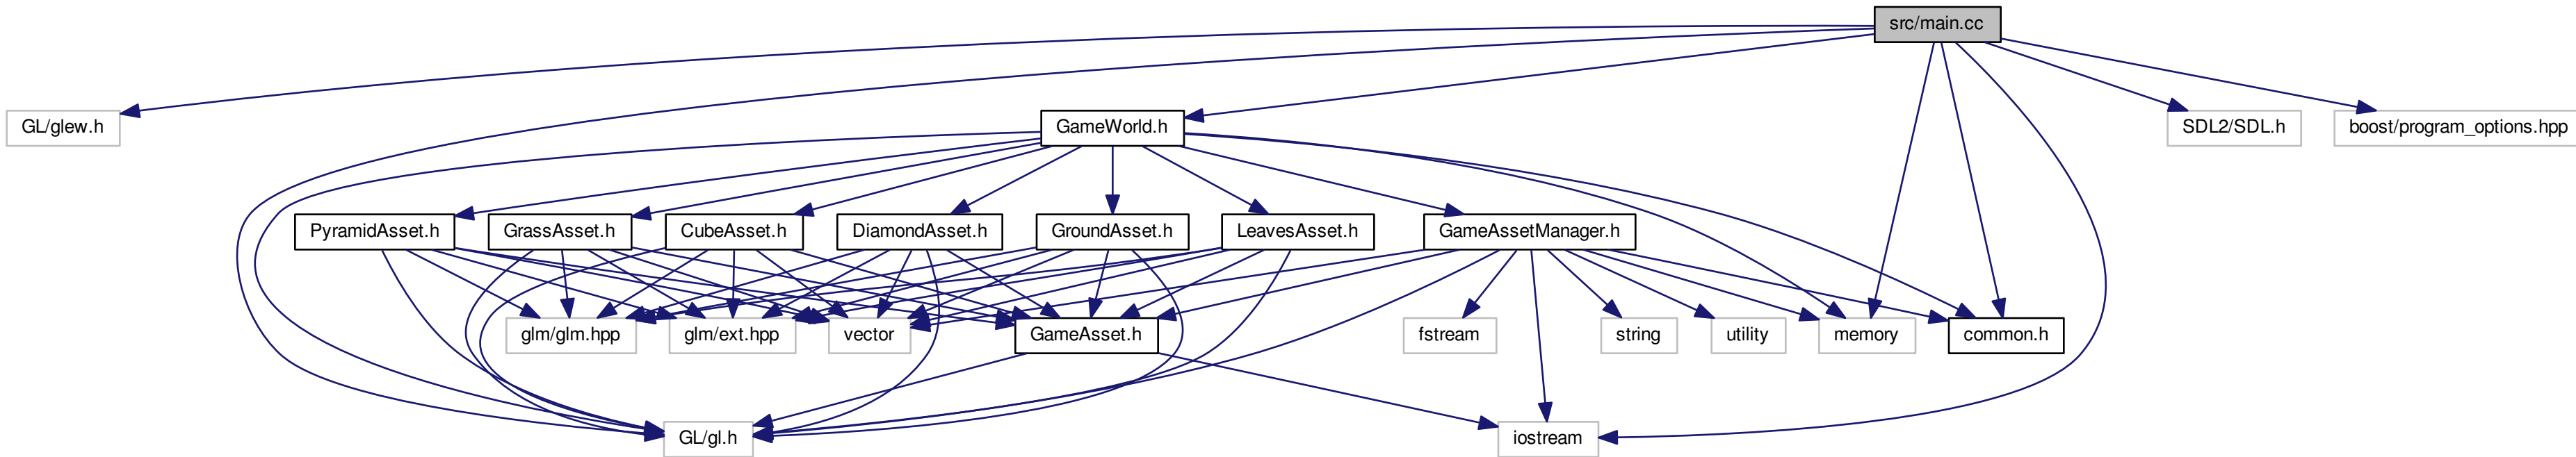 src/main.cc
GL/glew.h
GameWorld.h
SDL2/SDL.h
boost/program_options.hpp
PyramidAsset.h
GrassAsset.h
CubeAsset.h
DiamondAsset.h
GroundAsset.h
LeavesAsset.h
GameAssetManager.h
glm/glm.hpp
glm/ext.hpp
vector
GameAsset.h
fstream
string
utility
memory
common.h
GL/gl.h
iostream